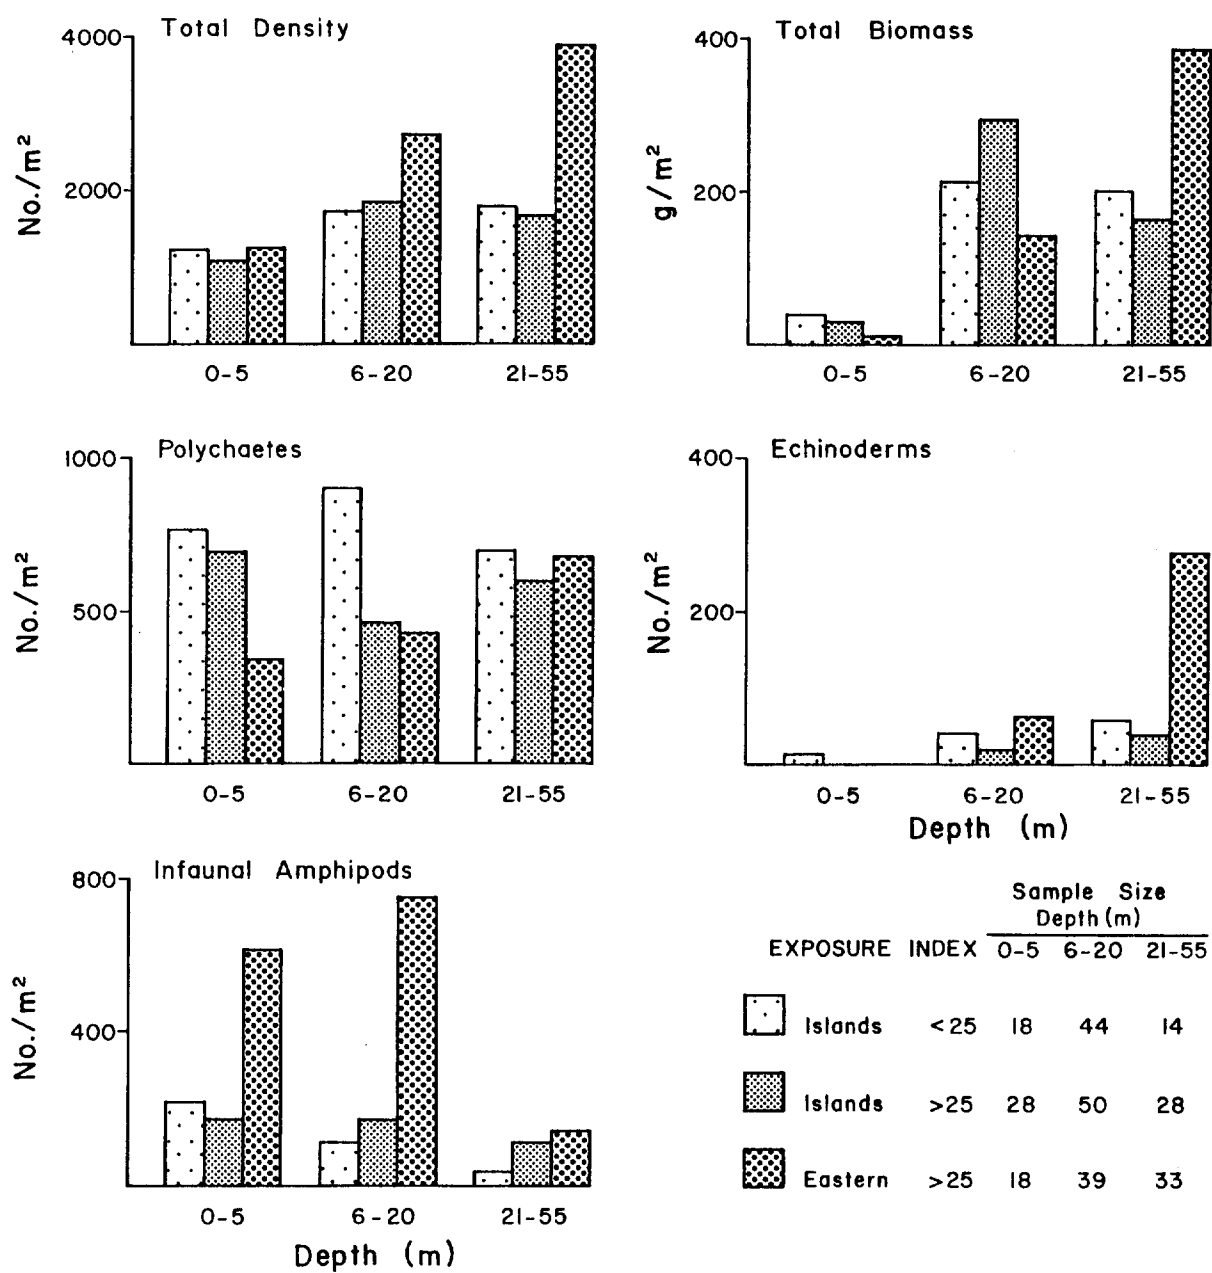 Total Density
4000
2000
No./m²
0-5 6-20 21-55
Total Biomass
400
200
g/m²
0-5 6-20 21-55
Polychaetes
1000
500
No./m²
0-5 6-20 21-55
Echinoderms
400
200
No./m²
0-5 6-20 21-55
Depth (m)
Infaunal Amphipods
800
400
No./m²
0-5 6-20 21-55
Depth (m)
Sample Size
Depth (m)
EXPOSURE INDEX 0-5 6-20 21-55
Islands <25 18 44 14
Islands >25 28 50 28
Eastern >25 18 39 33